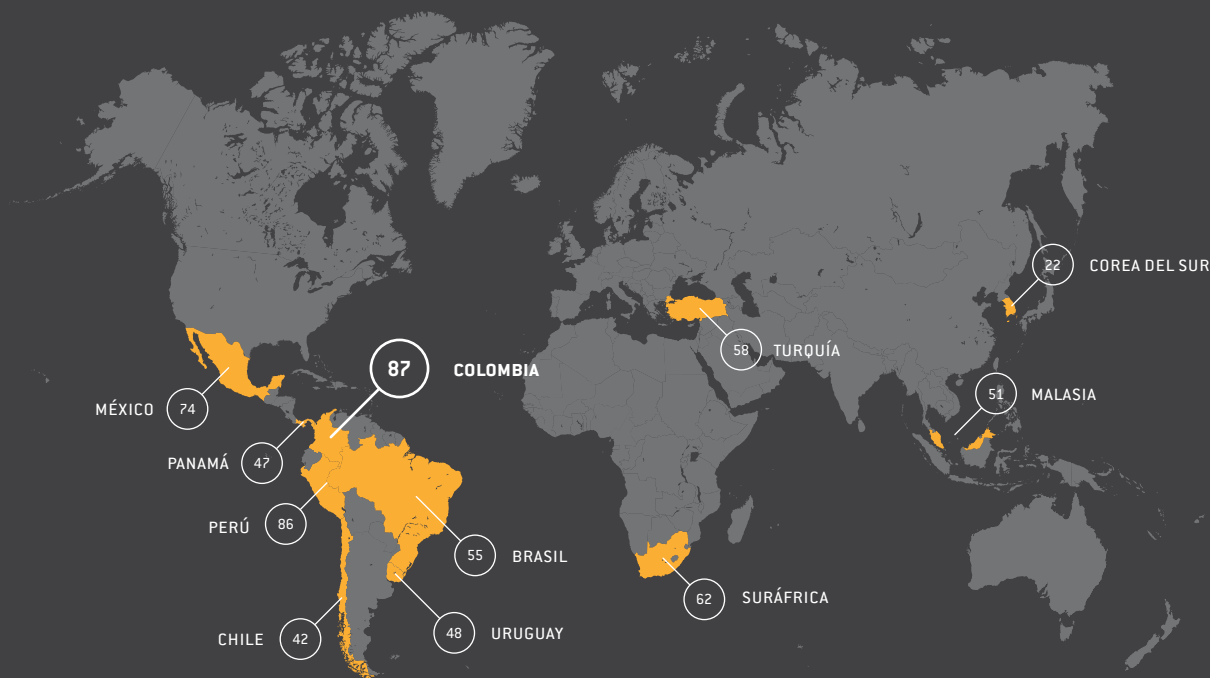 22 COREA DEL SUR
58 TURQUÍA
87 COLOMBIA
51 MALASIA
MÉXICO 74
PANAMÁ 47
PERÚ 86
55 BRASIL
62 SURÁFRICA
CHILE 42
48 URUGUAY